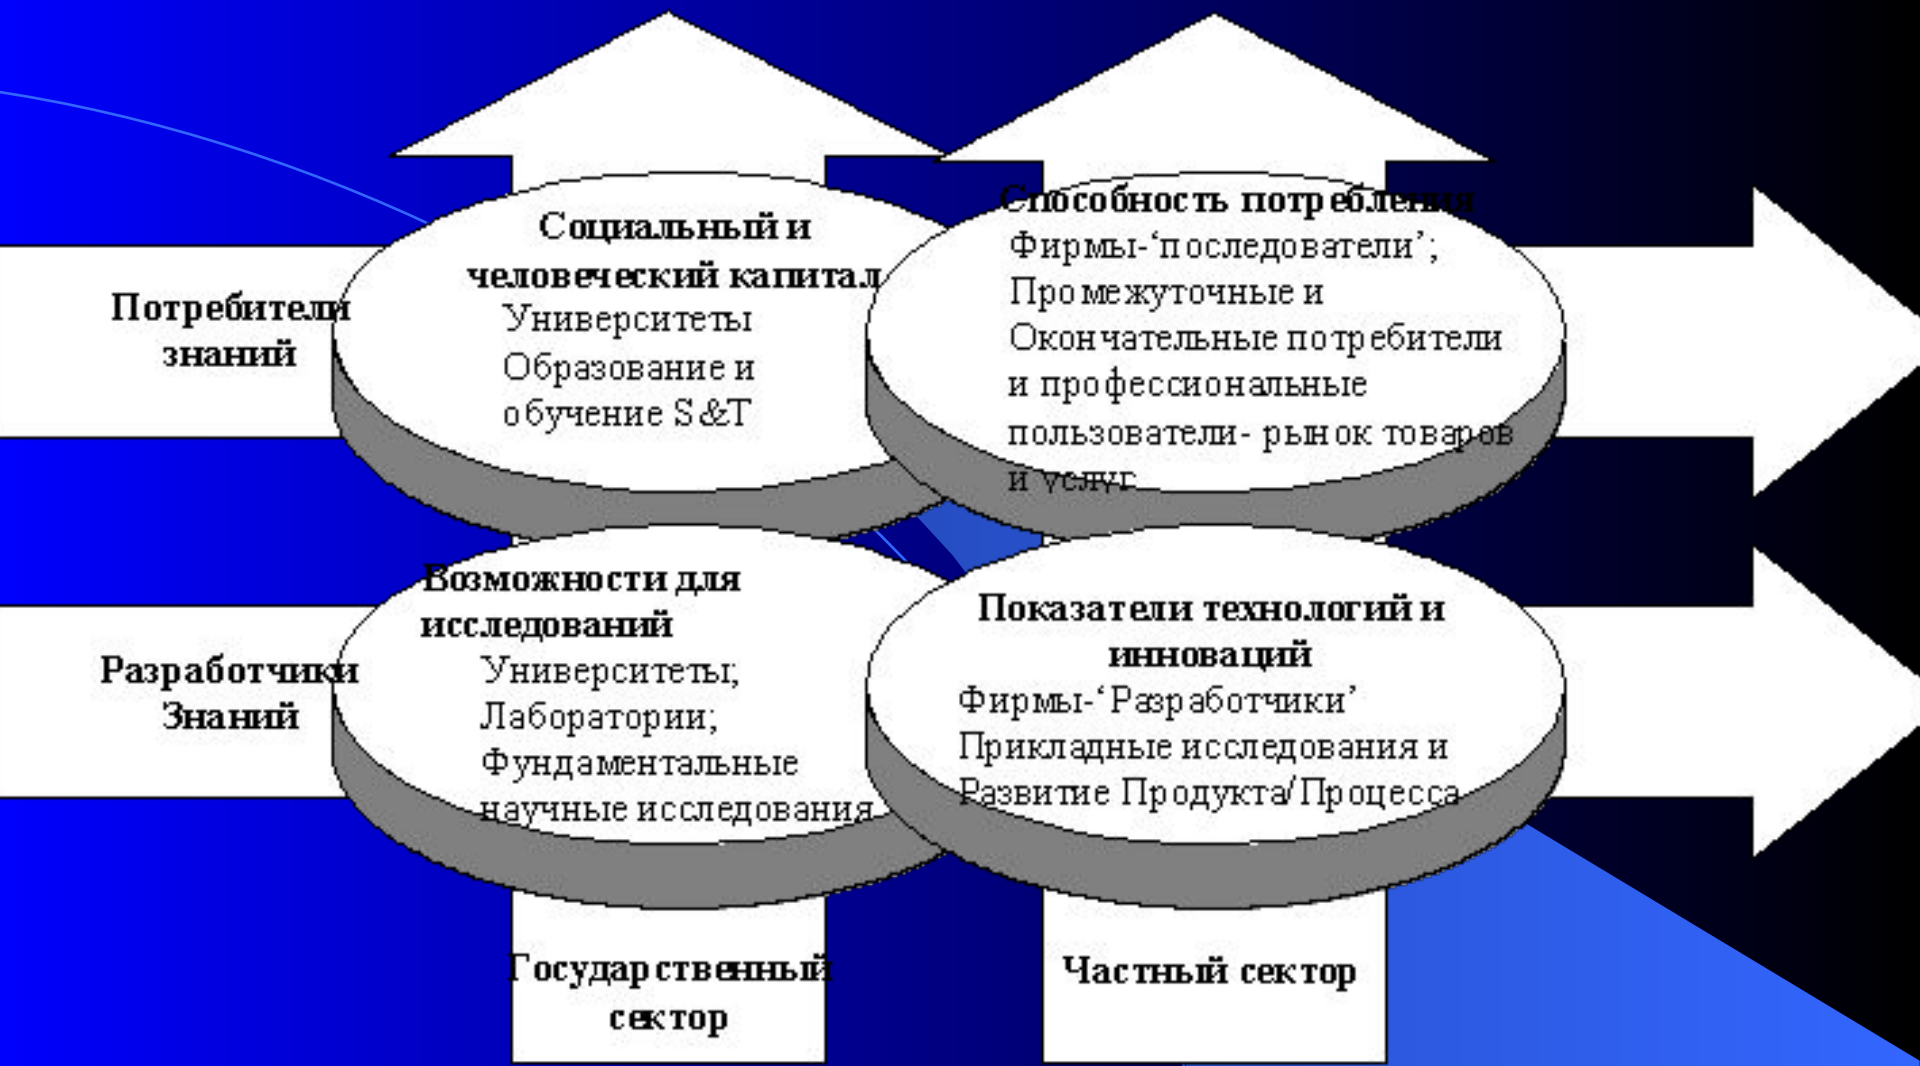 Потребители
знаний
Социальный и
человеческий капитал
Университеты
Образование и
обучение S&T
Способность потребления
Фирмы-‘последователи’;
Промежуточные и
Окончательные потребители
и профессиональные
пользователи- рынок товаров
и услуг
Разработчики
Знаний
Возможности для
исследований
Университеты;
Лаборатории;
Фундаментальные
научные исследования
Показатели технологий и
инноваций
Фирмы-‘Разработчики’
Прикладные исследования и
Развитие Продукта/Процесса
Государственный
сектор
Частный сектор